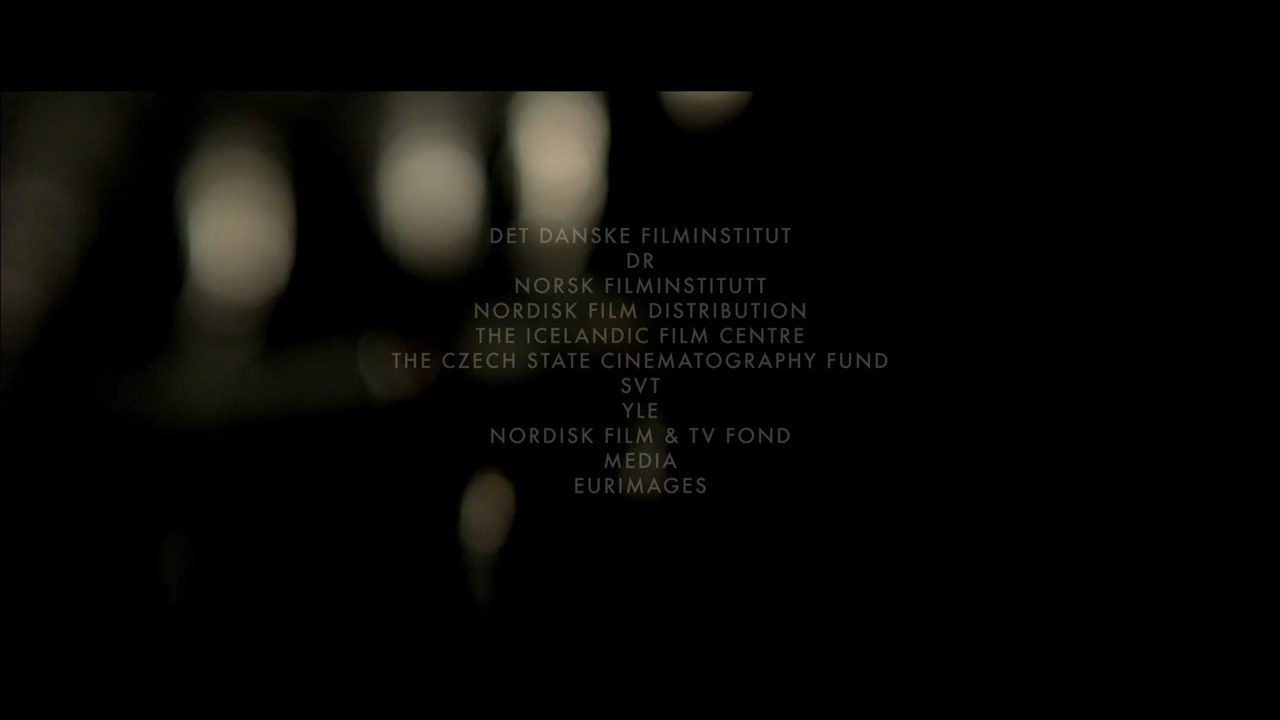 DET DANSKE FILMINSTITUT
DR
NORSK FILMINSTITUTT
NORDISK FILM DISTRIBUTION
THE ICELANDIC FILM CENTRE
THE CZECH STATE CINEMATOGRAPHY FUND
SVT
YLE
NORDISK FILM & TV FOND
MEDIA
EURIMAGES